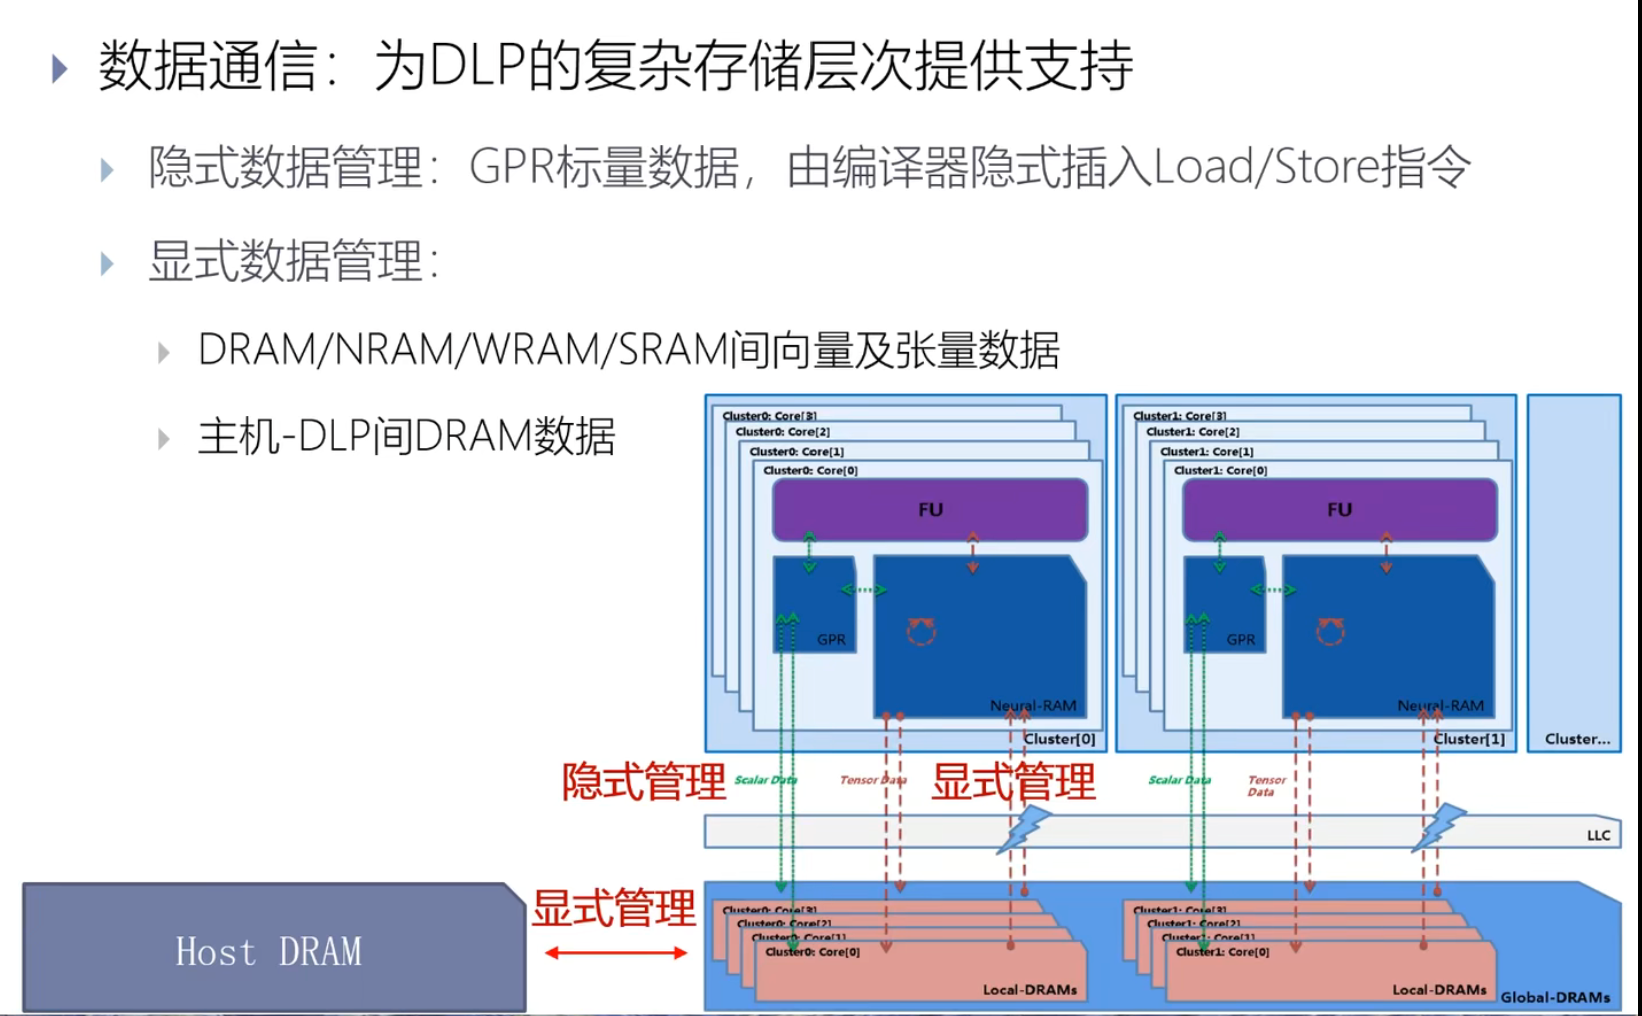 数据通信：为DLP的复杂存储层次提供支持
隐式数据管理：GPR标量数据，由编译器隐式插入Load/Store指令
显式数据管理：
DRAM/NRAM/WRAM/SRAM间向量及张量数据
主机-DLP间DRAM数据
Cluster0: Core[3]
Cluster0: Core[2]
Cluster0: Core[1]
Cluster0: Core[0]
FU
GPR
Neural-RAM
Cluster[0]
Cluster1: Core[3]
Cluster1: Core[2]
Cluster1: Core[1]
Cluster1: Core[0]
FU
GPR
Neural-RAM
Cluster[1]
Cluster...
隐式管理
Scalar Data
Tensor Data
显式管理
Scalar Data
Tensor
Data
LLC
Host DRAM
显式管理
Cluster0: Core[3]
Cluster0: Core[2]
Cluster0: Core[1]
Cluster0: Core[0]
Local-DRAMs
Cluster1: Core[3]
Cluster1: Core[2]
Cluster1: Core[1]
Cluster1: Core[0]
Local-DRAMs
Global-DRAMs